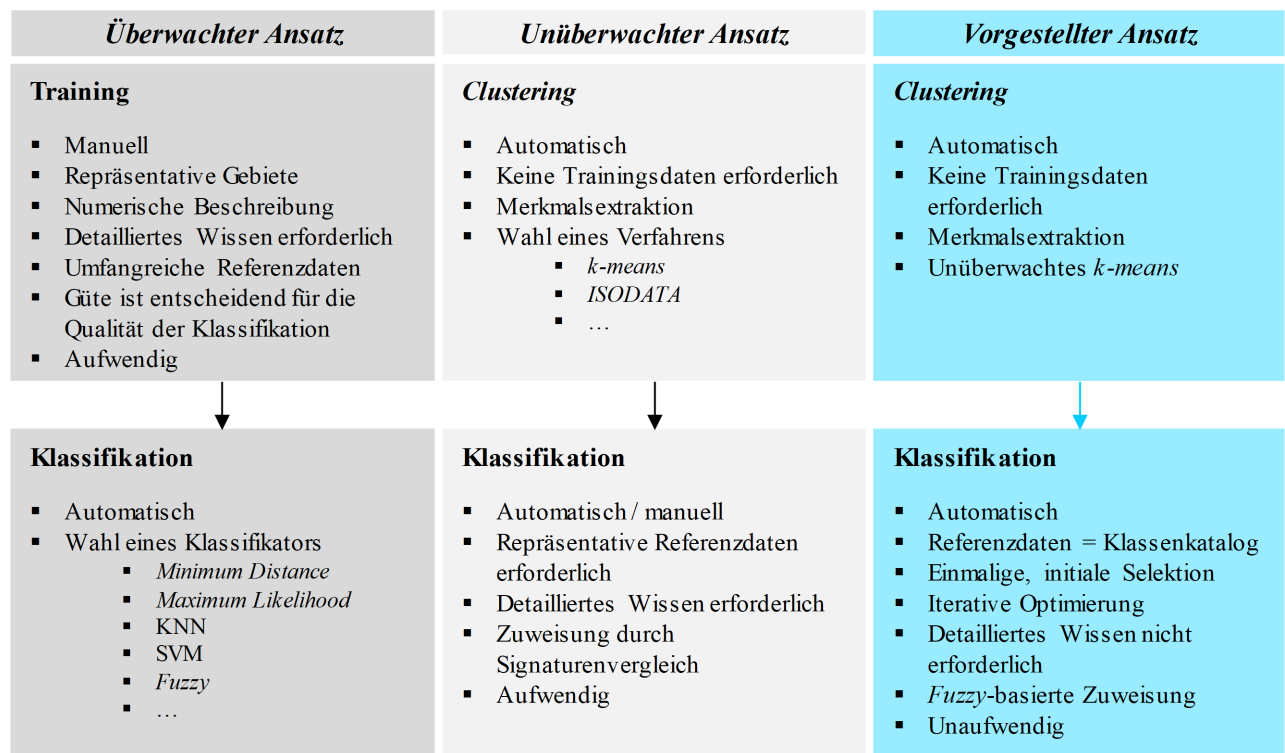 Überwachter Ansatz
Training
▪ Manuell
▪ Repräsentative Gebiete
▪ Numerische Beschreibung
▪ Detailliertes Wissen erforderlich
▪ Umfangreiche Referenzdaten
▪ Güte ist entscheidend für die
Qualität der Klassifikation
▪ Aufwendig
Klassifikation
▪ Automatisch
▪ Wahl eines Klassifikators
▪ Minimum Distance
▪ Maximum Likelihood
▪ KNN
▪ SVM
▪ Fuzzy
▪ …
Unüberwachter Ansatz
Clustering
▪ Automatisch
▪ Keine Trainingsdaten erforderlich
▪ Merkmalsextraktion
▪ Wahl eines Verfahrens
▪ k-means
▪ ISODATA
▪ …
Klassifikation
▪ Automatisch / manuell
▪ Repräsentative Referenzdaten
erforderlich
▪ Detailliertes Wissen erforderlich
▪ Zuweisung durch
Signaturenvergleich
▪ Aufwendig
Vorgestellter Ansatz
Clustering
▪ Automatisch
▪ Keine Trainingsdaten
erforderlich
▪ Merkmalsextraktion
▪ Unüberwachtes k-means
Klassifikation
▪ Automatisch
▪ Referenzdaten = Klassenkatalog
▪ Einmalige, initiale Selektion
▪ Iterative Optimierung
▪ Detailliertes Wissen nicht
erforderlich
▪ Fuzzy-basierte Zuweisung
▪ Unaufwendig